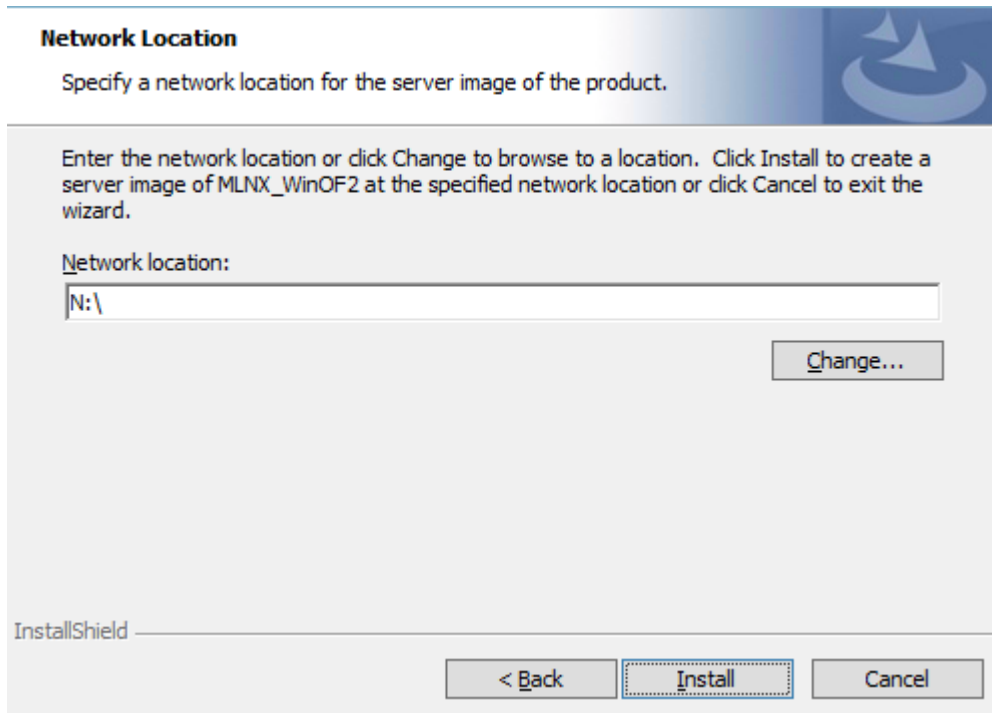 Network Location
Specify a network location for the server image of the product.
Enter the network location or click Change to browse to a location.  Click Install to create a
server image of MLNX_WinOF2 at the specified network location or click Cancel to exit the
wizard.
Network location:
N:\
Change...
InstallShield
< Back
Install
Cancel